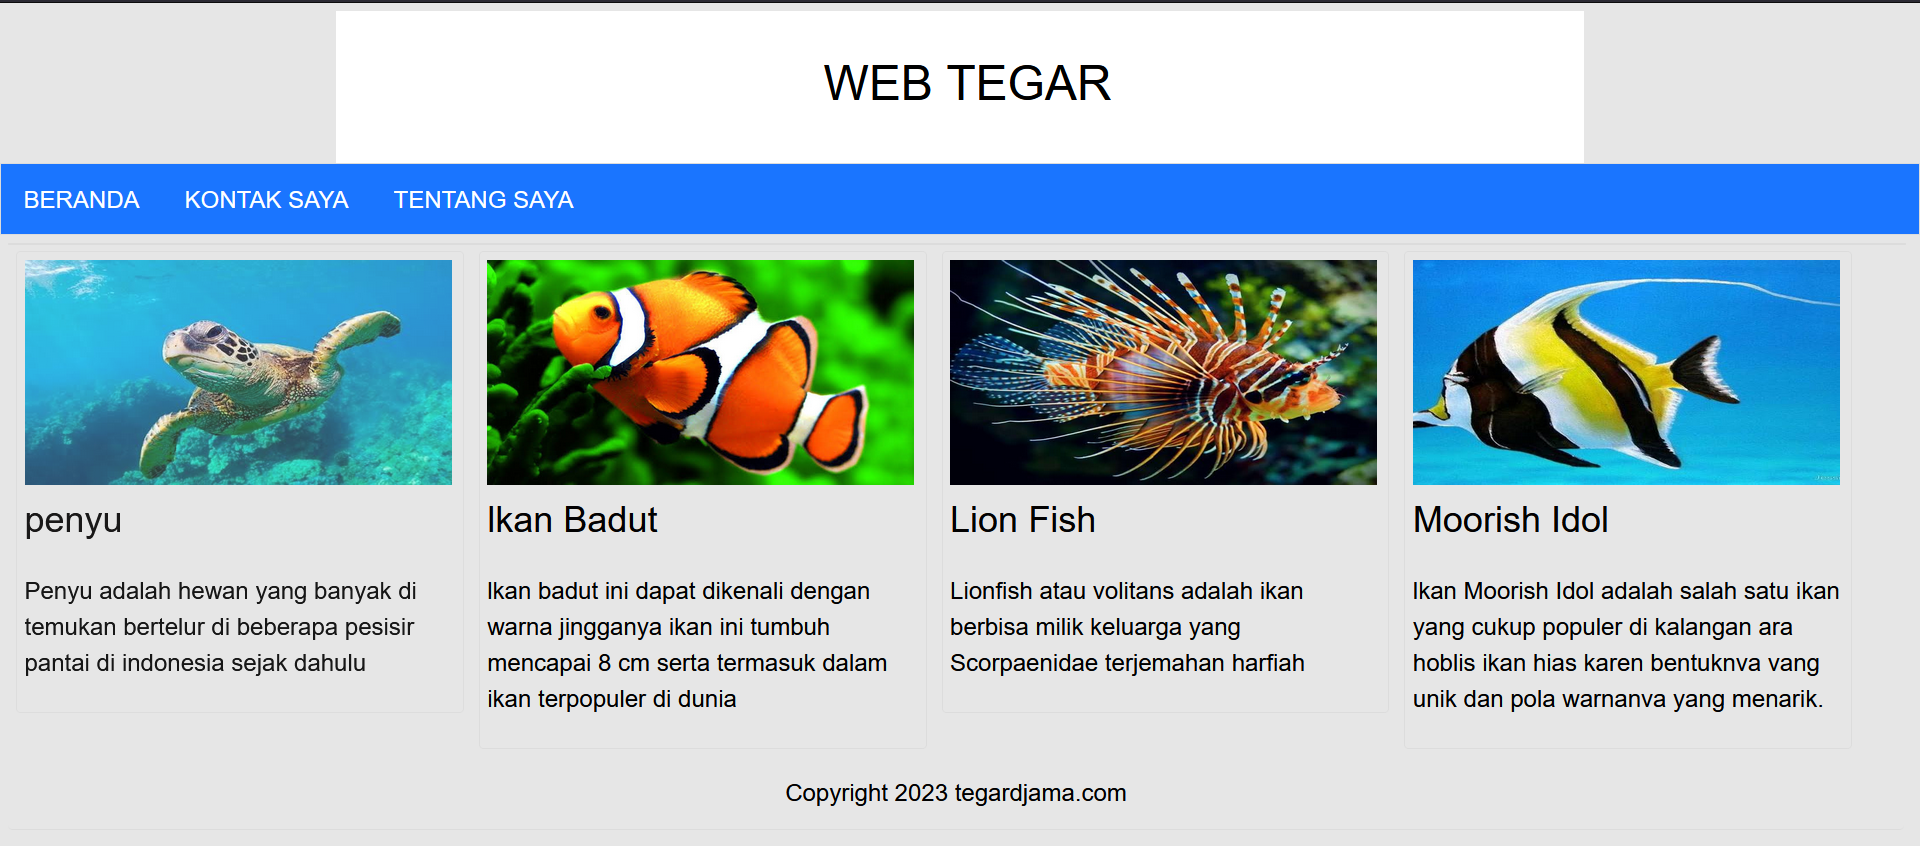 WEB TEGAR
BERANDA KONTAK SAYA TENTANG SAYA
penyu
Penyu adalah hewan yang banyak di
temukan bertelur di beberapa pesisir
pantai di indonesia sejak dahulu
Ikan Badut
Ikan badut ini dapat dikenali dengan
warna jingganya ikan ini tumbuh
mencapai 8 cm serta termasuk dalam
ikan terpopuler di dunia
Lion Fish
Lionfish atau volitans adalah ikan
berbisa milik keluarga yang
Scorpaenidae terjemahan harfiah
Moorish Idol
Ikan Moorish Idol adalah salah satu ikan
yang cukup populer di kalangan ara
hoblis ikan hias karen bentuknva vang
unik dan pola warnanva yang menarik.
Copyright 2023 tegardjama.com